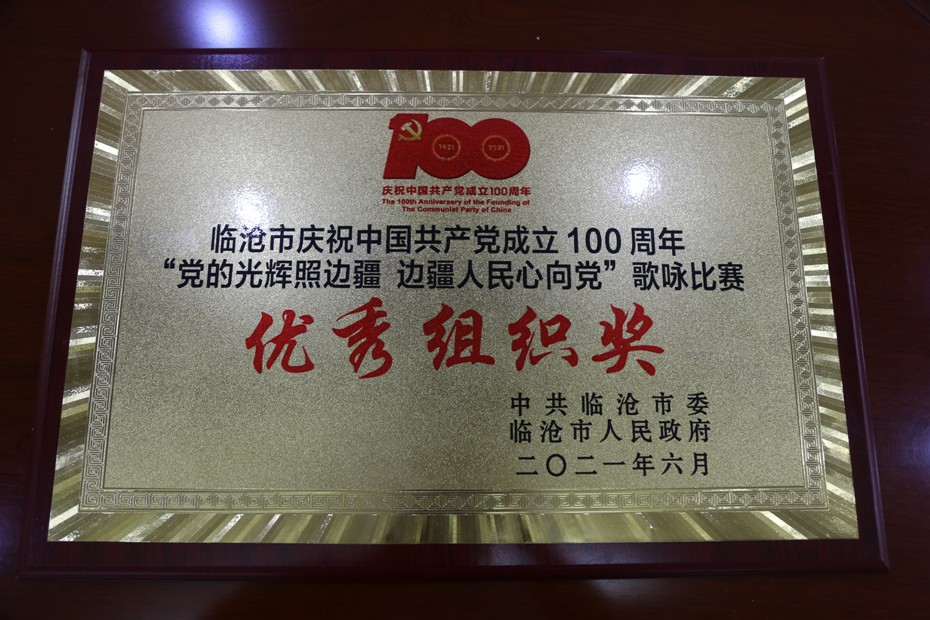 100
1921 2021
庆祝中国共产党成立100周年
The 100th Anniversary of the Founding of
The Communist Party of China
临沧市庆祝中国共产党成立100周年
“党的光辉照边疆 边疆人民心向党”歌咏比赛
优秀组织奖
中共临沧市委
临沧市人民政府
二〇二一年六月